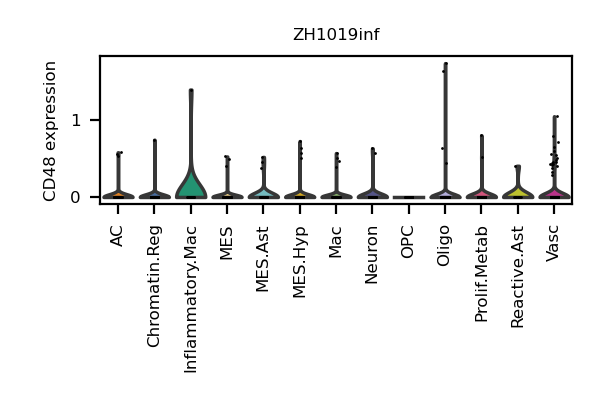 ZH1019inf
CD48 expression
1
0
AC
Chromatin.Reg
Inflammatory.Mac
MES
MES.Ast
MES.Hyp
Mac
Neuron
OPC
Oligo
Prolif.Metab
Reactive.Ast
Vasc